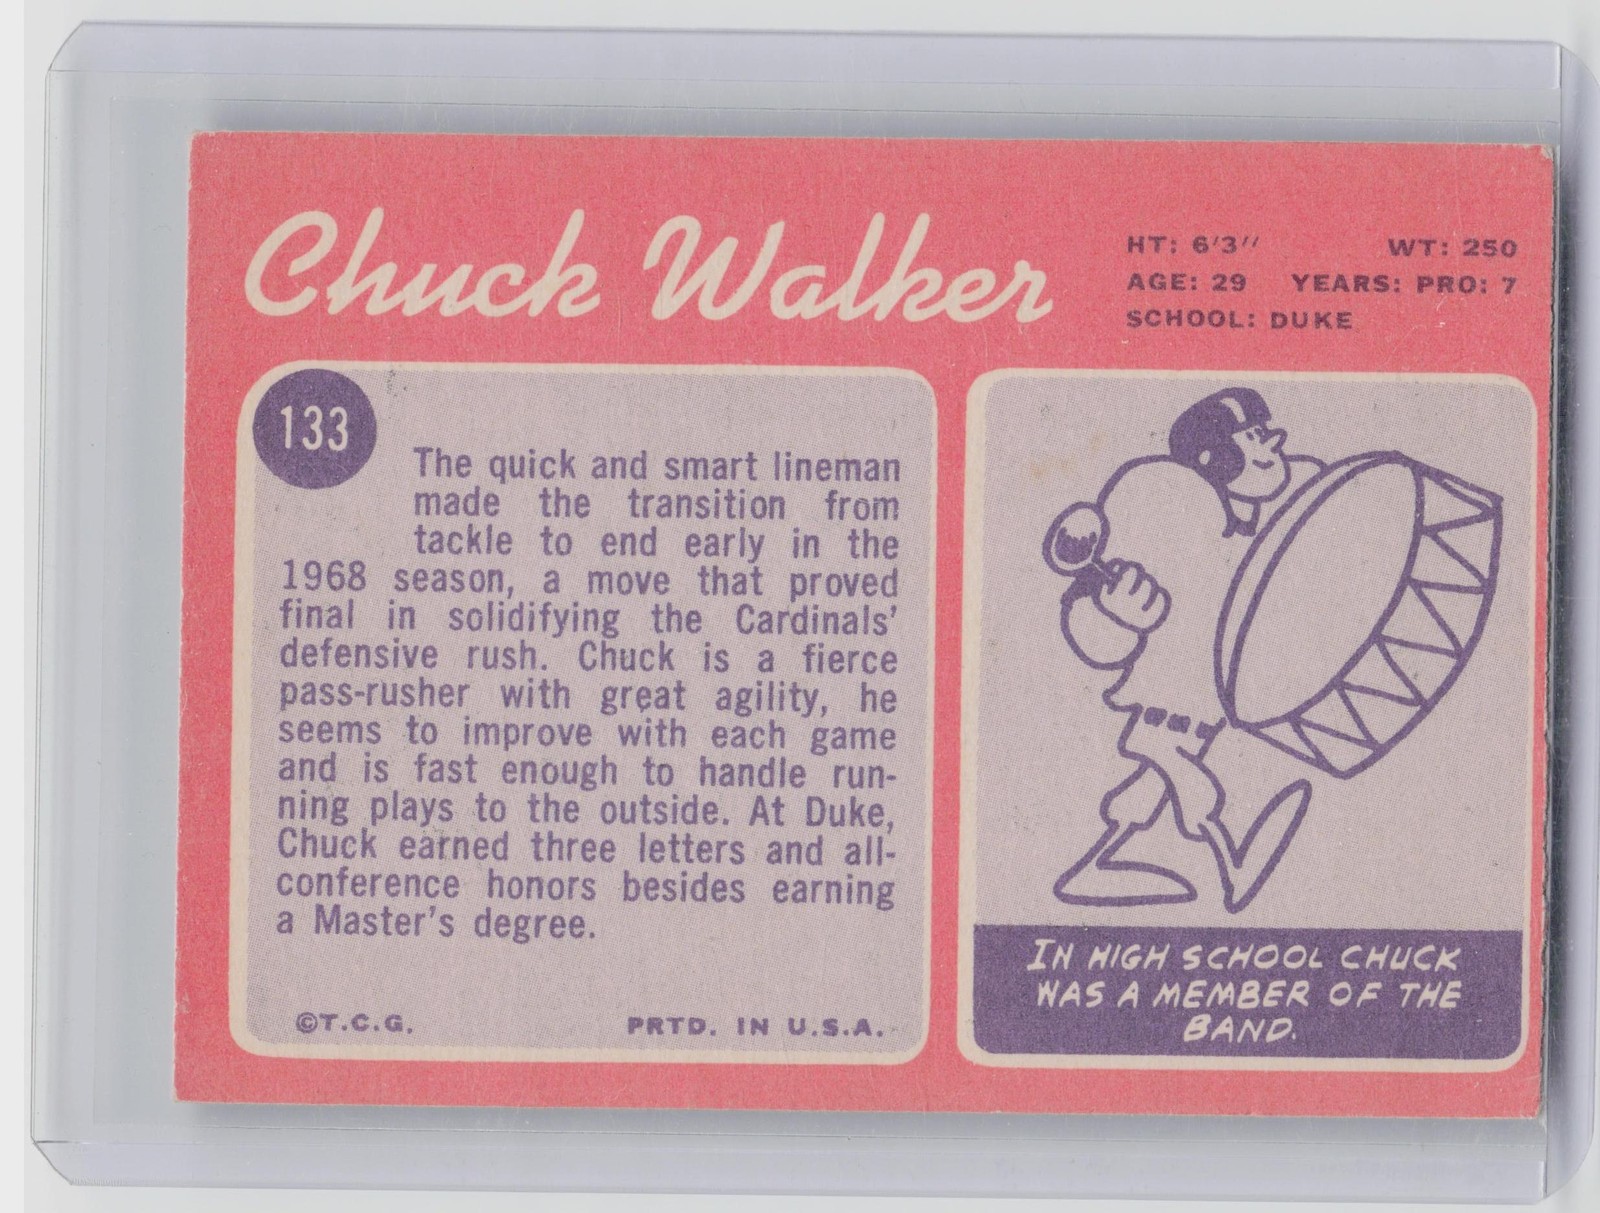 Chuck Walker
HT: 6'3" WT: 250
AGE: 29 YEARS: PRO: 7
SCHOOL: DUKE
133
The quick and smart lineman
made the transition from
tackle to end early in the
1968 season, a move that proved
final in solidifying the Cardinals'
defensive rush. Chuck is a fierce
pass-rusher with great agility, he
seems to improve with each game
and is fast enough to handle run-
ning plays to the outside. At Duke,
Chuck earned three letters and all-
conference honors besides earning
a Master's degree.
©T.C.G. PRTD. IN U.S.A.
IN HIGH SCHOOL CHUCK
WAS A MEMBER OF THE
BAND.